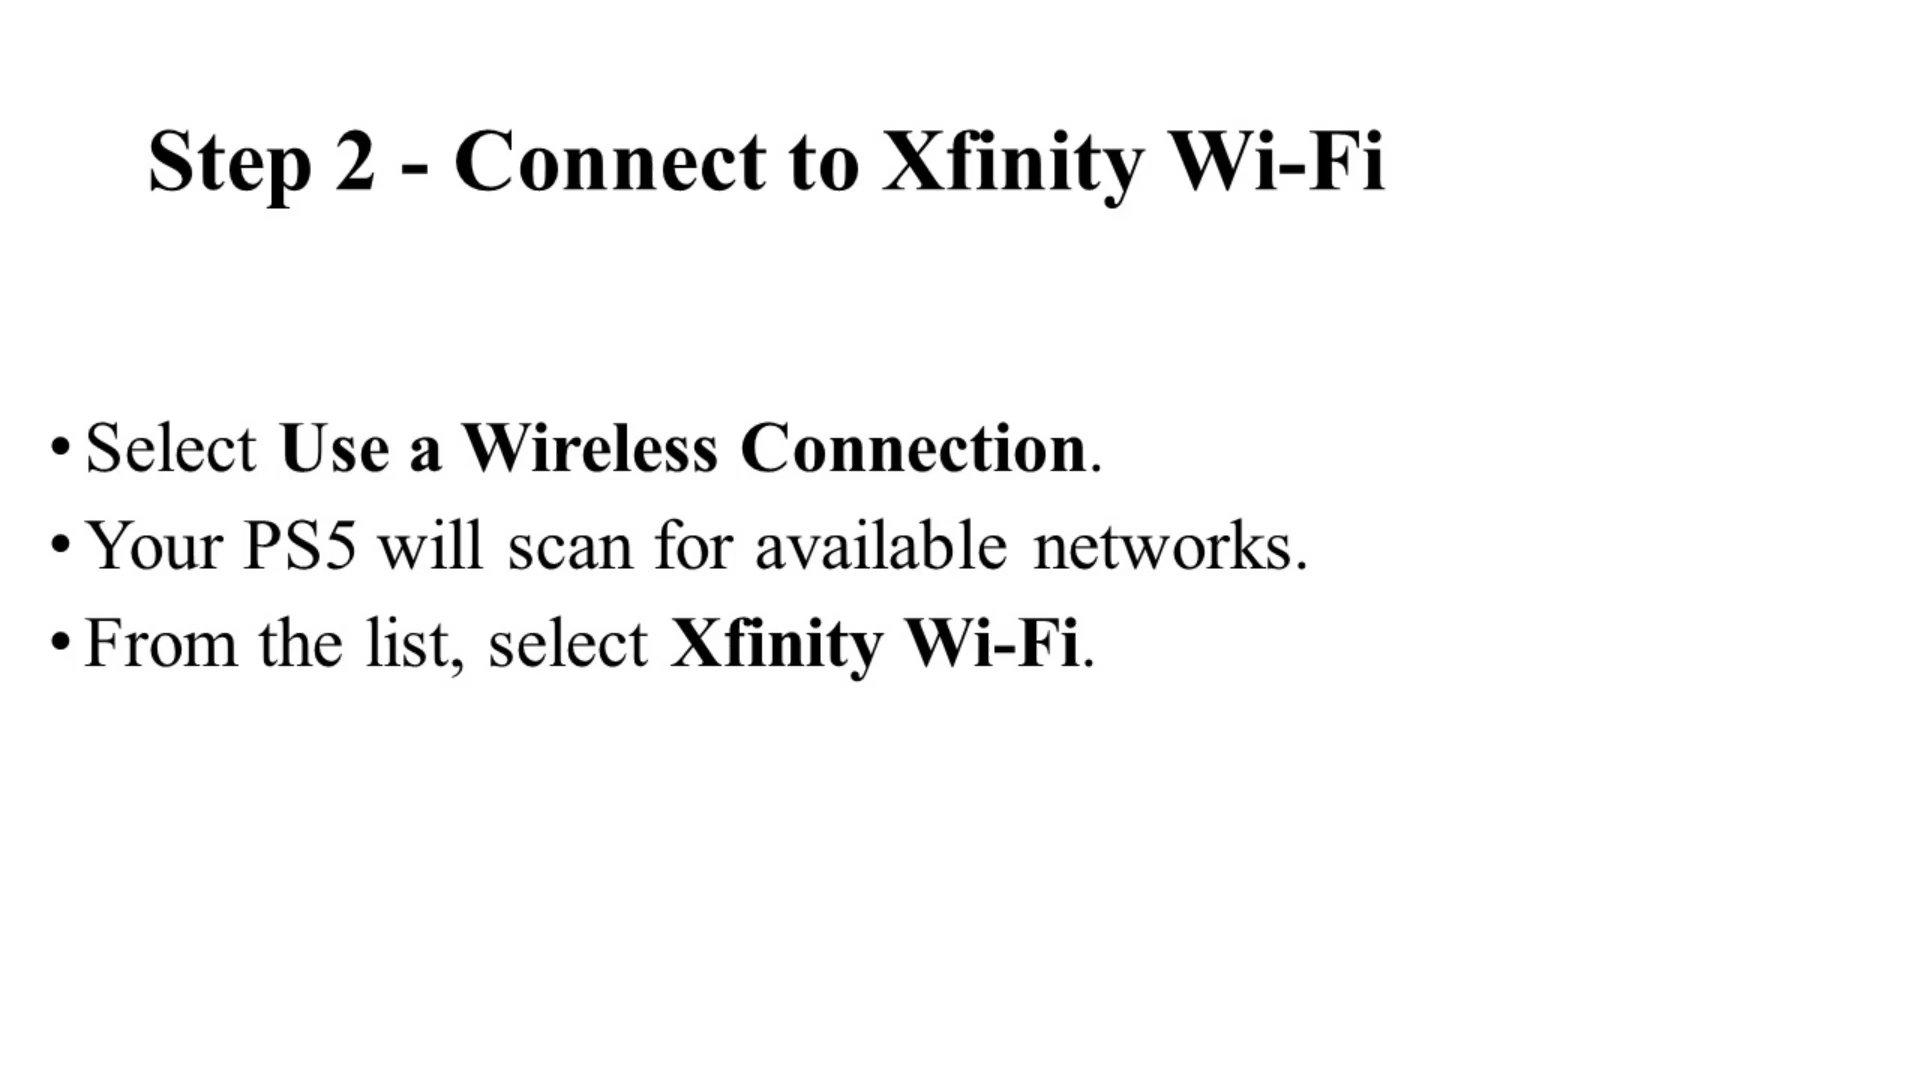 Step 2 - Connect to Xfinity Wi-Fi
• Select Use a Wireless Connection.
• Your PS5 will scan for available networks.
• From the list, select Xfinity Wi-Fi.